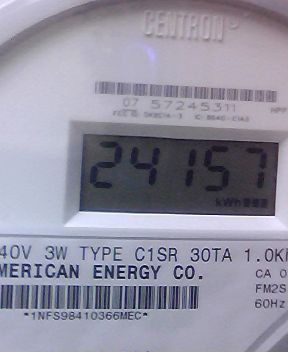 CENTRON
07 57245311
24157
kWh
40V 3W TYPE C1SR 30TA 1.0K
MERICAN ENERGY CO.
CA 0
FM2S
60Hz
*1NFS98410366MEC*